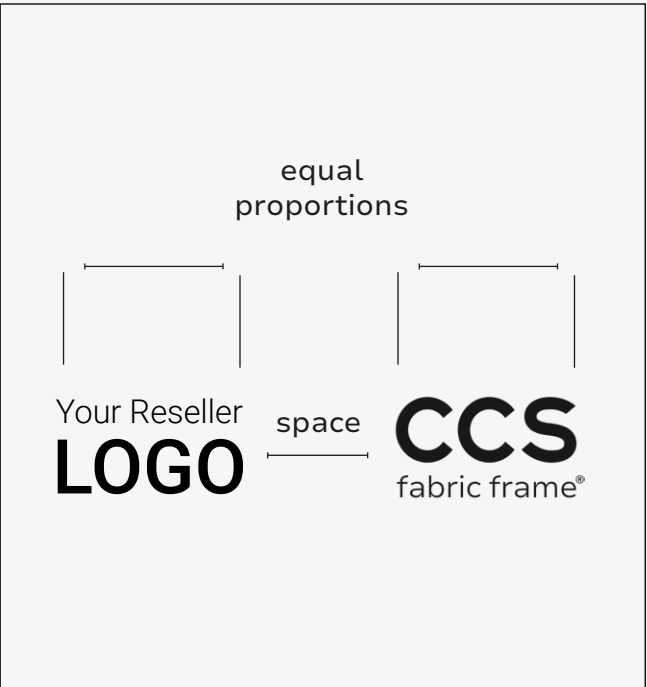 equal
proportions
Your Reseller
LOGO
space
CCS
fabric frame®